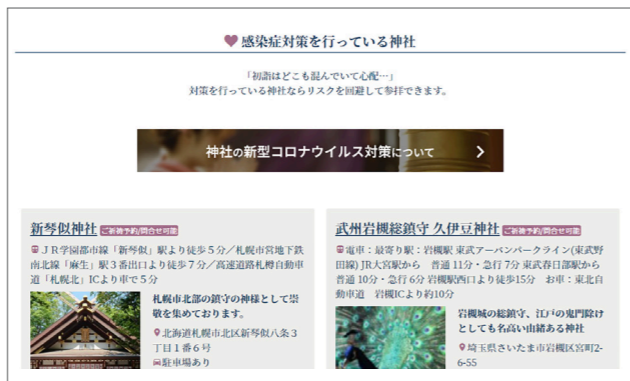 感染症対策を行っている神社
「初詣はどこも混んでいて心配…」
対策を行っている神社ならリスクを回避して参拝できます。
神社の新型コロナウイルス対策について
新琴似神社 ご祈祷予約/問合せ可能
ＪＲ学園都市線「新琴似」駅より徒歩５分／札幌市営地下鉄
南北線「麻生」駅３番出口より徒歩７分／高速道路札樽自動車
道「札幌北」ICより車で５分
札幌市北部の鎮守の神様として崇
敬を集めております。
北海道札幌市北区新琴似八条３
丁目１番６号
駐車場あり
武州岩槻総鎮守 久伊豆神社 ご祈祷予約/問合せ可能
電車：最寄り駅：岩槻駅 東武アーバンパークライン(東武野
田線) JR大宮駅から　普通 11分・急行 7分 東武春日部駅から
普通 10分・急行 6分 岩槻駅西口より徒歩15分　お車：東北自
動車道　岩槻ICより約10分
岩槻城の総鎮守、江戸の鬼門除け
としても名高い由緒ある神社
埼玉県さいたま市岩槻区宮町2-
6-55